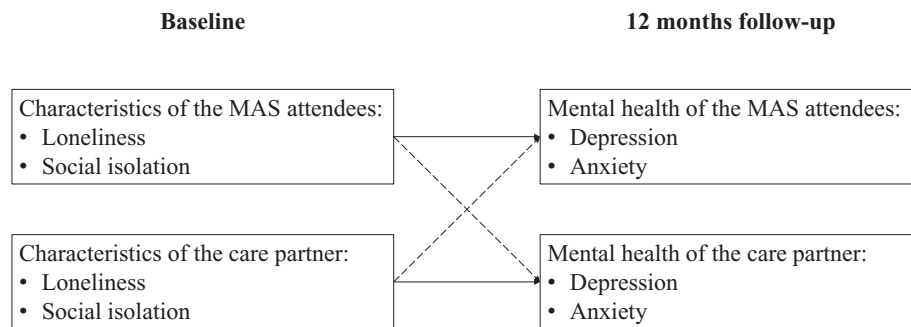 Baseline
12 months follow-up
Characteristics of the MAS attendees:
• Loneliness
• Social isolation
Mental health of the MAS attendees:
• Depression
• Anxiety
Characteristics of the care partner:
• Loneliness
• Social isolation
Mental health of the care partner:
• Depression
• Anxiety